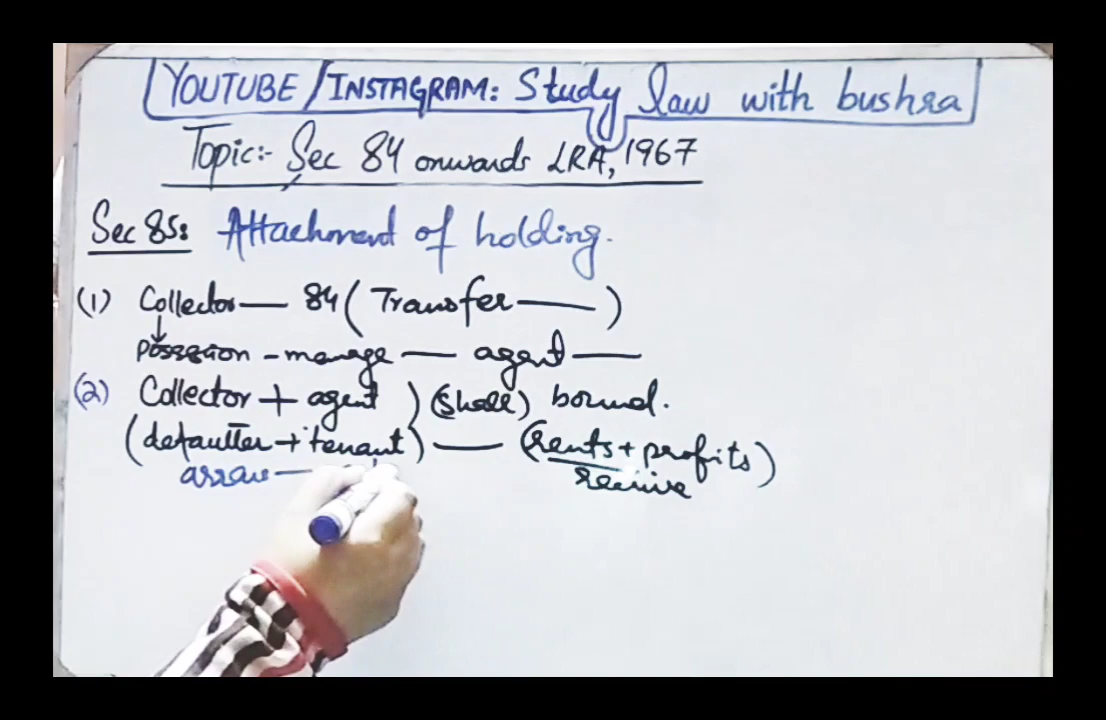 YOUTUBE/INSTAGRAM: Study law with bushra
Topic:- Sec 84 onwards LRA, 1967
Sec 85: Attachment of holding.
(1) Collector — 84 ( Transfer — )
↓
possession - manage — agent —
(2) Collector + agent ) (shall) bound.
(defaulter + tenant) — (rents + profits)
arrear — receive